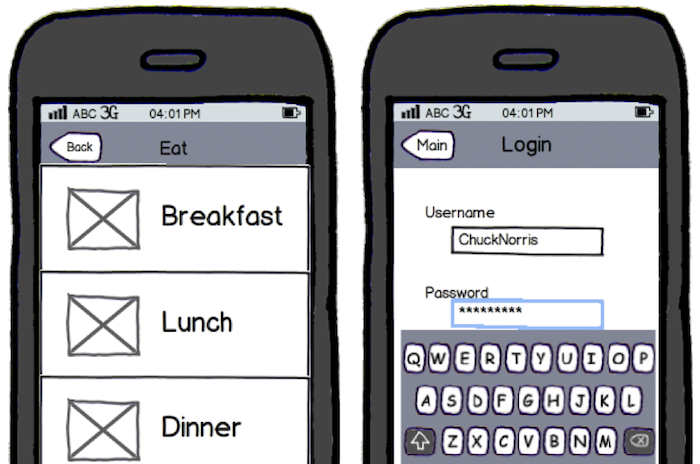 ABC 3G 04:01 PM
Back Eat
Breakfast
Lunch
Dinner
ABC 3G 04:01 PM
Main Login
Username
ChuckNorris
Password
*********
Q W E R T Y U I O P
A S D F G H J K L
Z X C V B N M